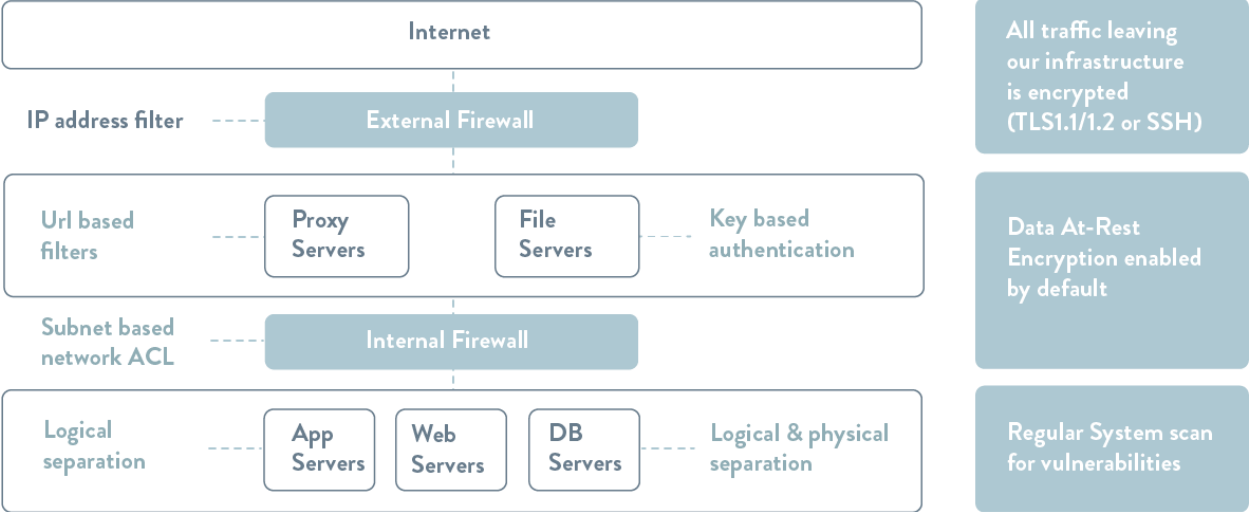 Internet
IP address filter
External Firewall
Url based
filters
Proxy
Servers
File
Servers
Key based
authentication
Subnet based
network ACL
Internal Firewall
Logical
separation
App
Servers
Web
Servers
DB
Servers
Logical & physical
separation
All traffic leaving
our infrastructure
is encrypted
(TLS1.1/1.2 or SSH)
Data At-Rest
Encryption enabled
by default
Regular System scan
for vulnerabilities